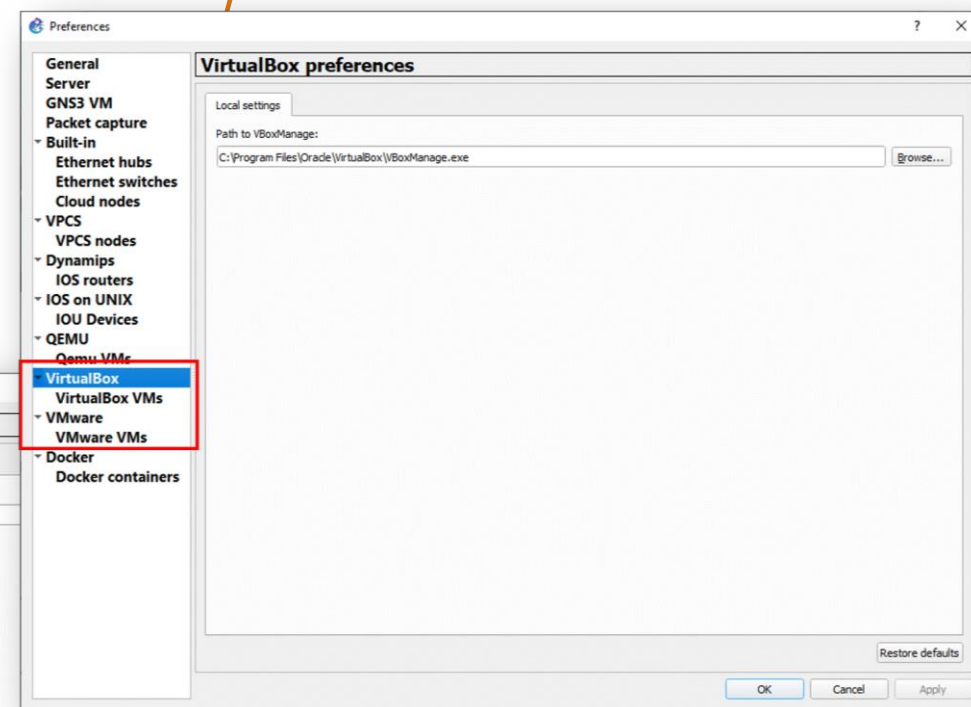 Preferences
?
General
Server
GNS3 VM
Packet capture
Built-in
Ethernet hubs
Ethernet switches
Cloud nodes
VPCS
VPCS nodes
Dynamips
IOS routers
IOS on UNIX
IOU Devices
QEMU
Qemu VMs
VirtualBox
VirtualBox VMs
VMware
VMware VMs
Docker
Docker containers
VirtualBox preferences
Local settings
Path to VBoxManage:
C:\Program Files\Oracle\VirtualBox\VBoxManage.exe
Browse...
Restore defaults
OK
Cancel
Apply